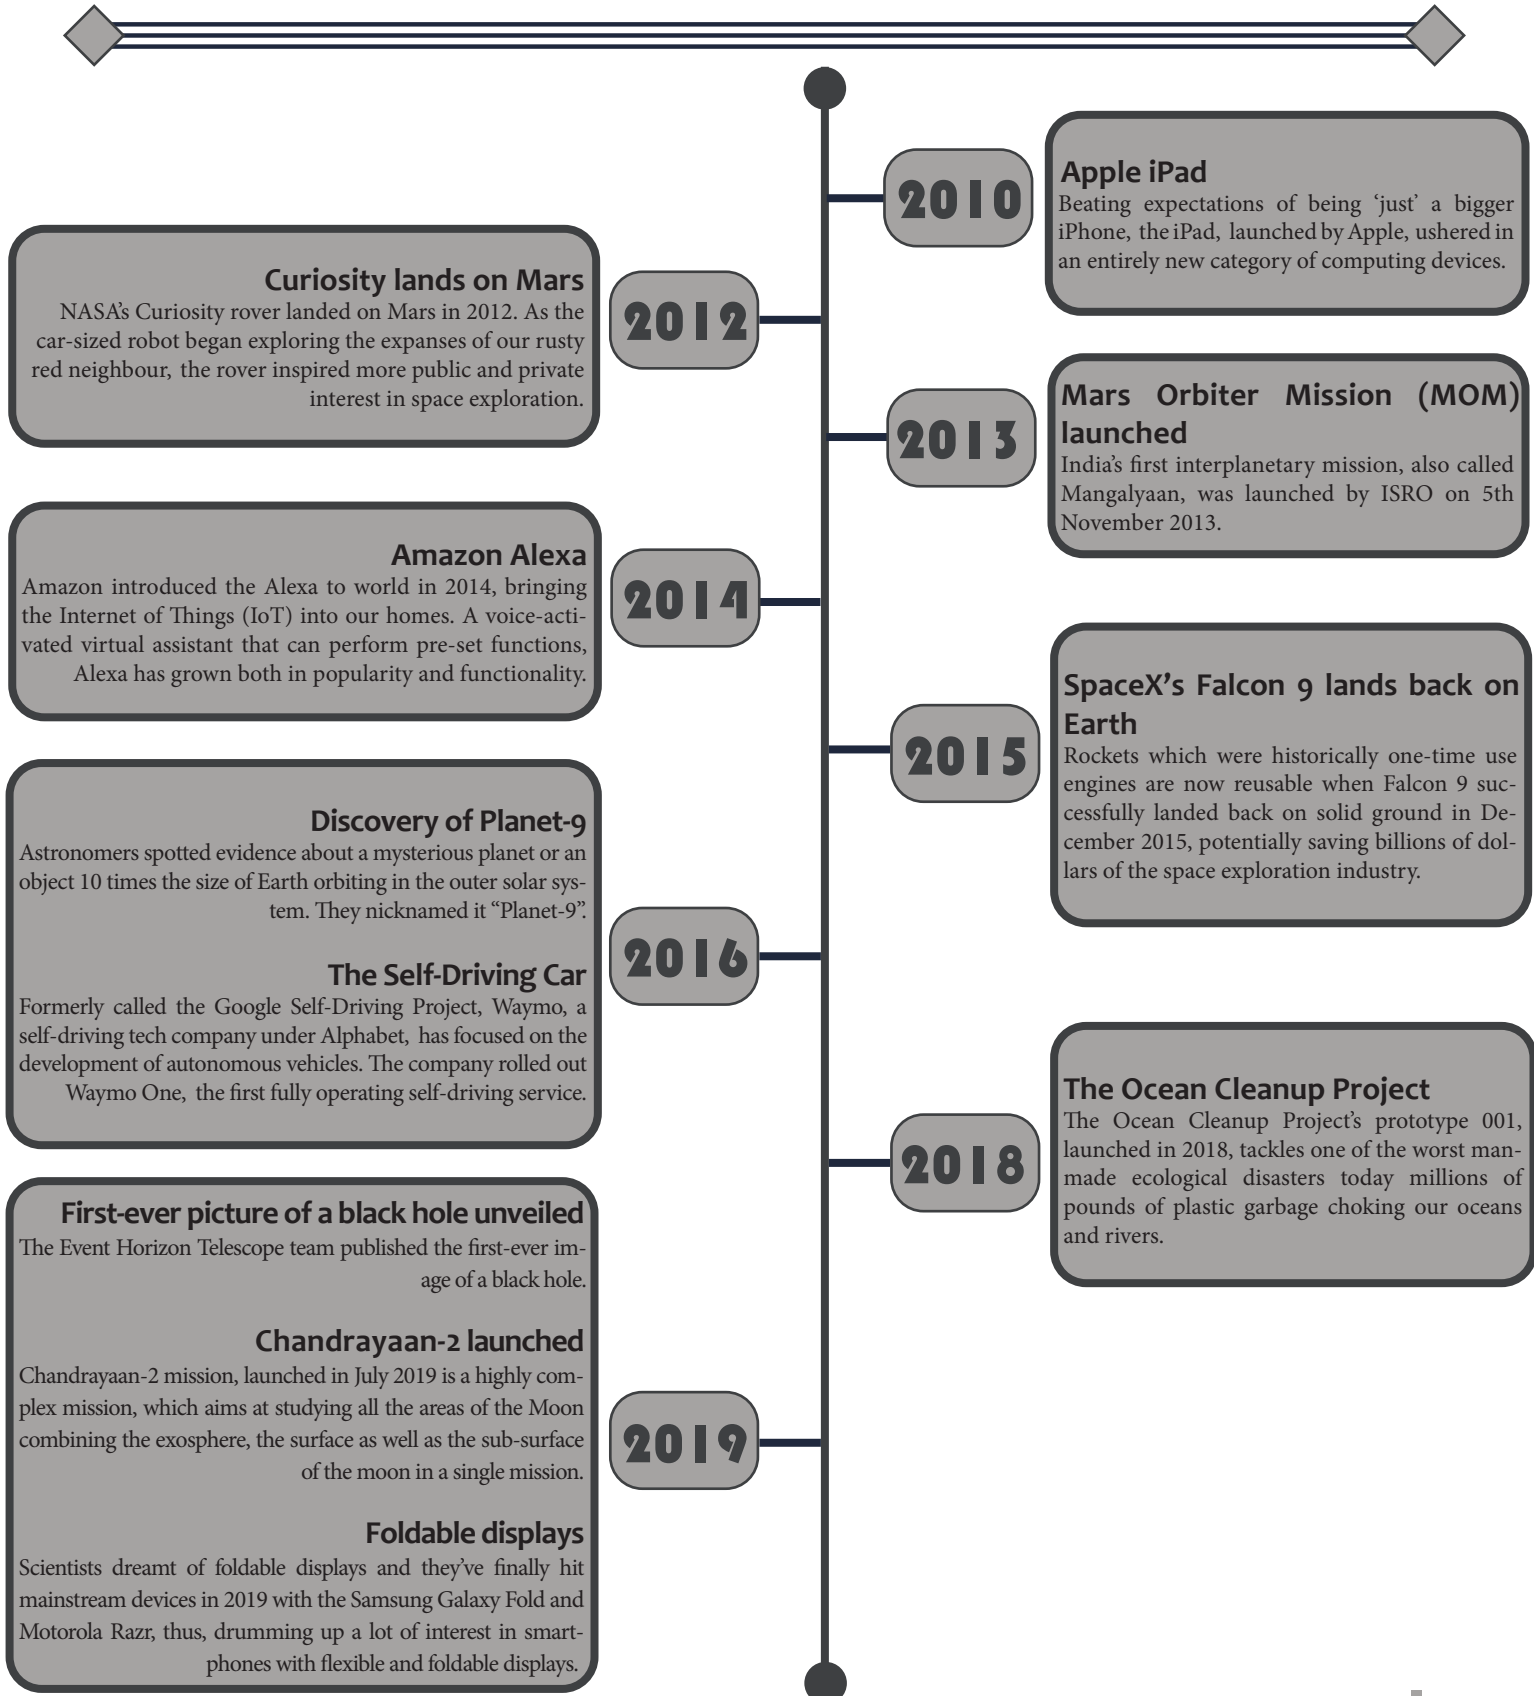 2010
Apple iPad
Beating expectations of being ‘just’ a bigger
iPhone, the iPad, launched by Apple, ushered in
an entirely new category of computing devices.
Curiosity lands on Mars
NASA’s Curiosity rover landed on Mars in 2012. As the
car-sized robot began exploring the expanses of our rusty
red neighbour, the rover inspired more public and private
interest in space exploration.
2012
2013
Mars Orbiter Mission (MOM)
launched
India’s first interplanetary mission, also called
Mangalyaan, was launched by ISRO on 5th
November 2013.
Amazon Alexa
Amazon introduced the Alexa to world in 2014, bringing
the Internet of Things (IoT) into our homes. A voice-acti-
vated virtual assistant that can perform pre-set functions,
Alexa has grown both in popularity and functionality.
2014
2015
SpaceX’s Falcon 9 lands back on
Earth
Rockets which were historically one-time use
engines are now reusable when Falcon 9 suc-
cessfully landed back on solid ground in De-
cember 2015, potentially saving billions of dol-
lars of the space exploration industry.
Discovery of Planet-9
Astronomers spotted evidence about a mysterious planet or an
object 10 times the size of Earth orbiting in the outer solar sys-
tem. They nicknamed it “Planet-9”.
The Self-Driving Car
Formerly called the Google Self-Driving Project, Waymo, a
self-driving tech company under Alphabet, has focused on the
development of autonomous vehicles. The company rolled out
Waymo One, the first fully operating self-driving service.
2016
2018
The Ocean Cleanup Project
The Ocean Cleanup Project’s prototype 001,
launched in 2018, tackles one of the worst man-
made ecological disasters today millions of
pounds of plastic garbage choking our oceans
and rivers.
First-ever picture of a black hole unveiled
The Event Horizon Telescope team published the first-ever im-
age of a black hole.
Chandrayaan-2 launched
Chandrayaan-2 mission, launched in July 2019 is a highly com-
plex mission, which aims at studying all the areas of the Moon
combining the exosphere, the surface as well as the sub-surface
of the moon in a single mission.
Foldable displays
Scientists dreamt of foldable displays and they’ve finally hit
mainstream devices in 2019 with the Samsung Galaxy Fold and
Motorola Razr, thus, drumming up a lot of interest in smart-
phones with flexible and foldable displays.
2019